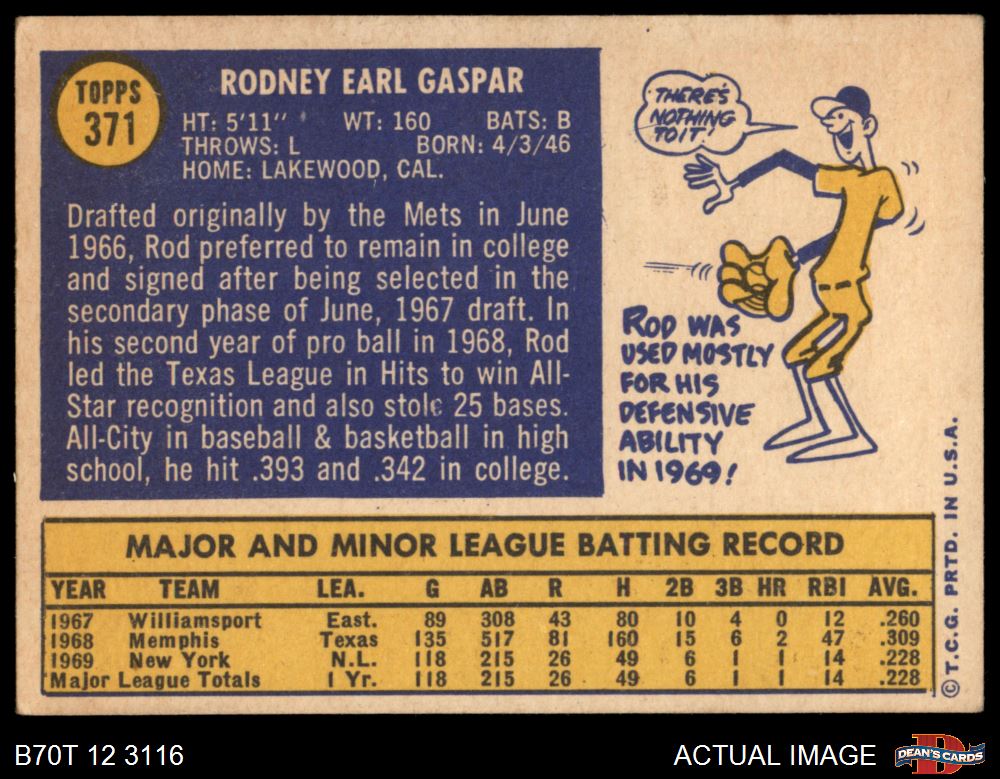 TOPPS
371
RODNEY EARL GASPAR
HT: 5'11" WT: 160 BATS: B
THROWS: L BORN: 4/3/46
HOME: LAKEWOOD, CAL.
Drafted originally by the Mets in June
1966, Rod preferred to remain in college
and signed after being selected in the
secondary phase of June, 1967 draft. In
his second year of pro ball in 1968, Rod
led the Texas League in Hits to win All-
Star recognition and also stole 25 bases.
All-City in baseball & basketball in high
school, he hit .393 and .342 in college.
THERE'S
NOTHING
TO IT!
ROD WAS
USED MOSTLY
FOR HIS
DEFENSIVE
ABILITY
IN 1969!
MAJOR AND MINOR LEAGUE BATTING RECORD
YEAR TEAM LEA. G AB R H 2B 3B HR RBI AVG.
1967 Williamsport East. 89 308 43 80 10 4 0 12 .260
1968 Memphis Texas 135 517 81 160 15 6 2 47 .309
1969 New York N.L. 118 215 26 49 6 1 1 14 .228
Major League Totals 1 Yr. 118 215 26 49 6 1 1 14 .228
© T.C.G. PRTD. IN U.S.A.
B70T 12 3116
ACTUAL IMAGE
D
DEAN'S CARDS